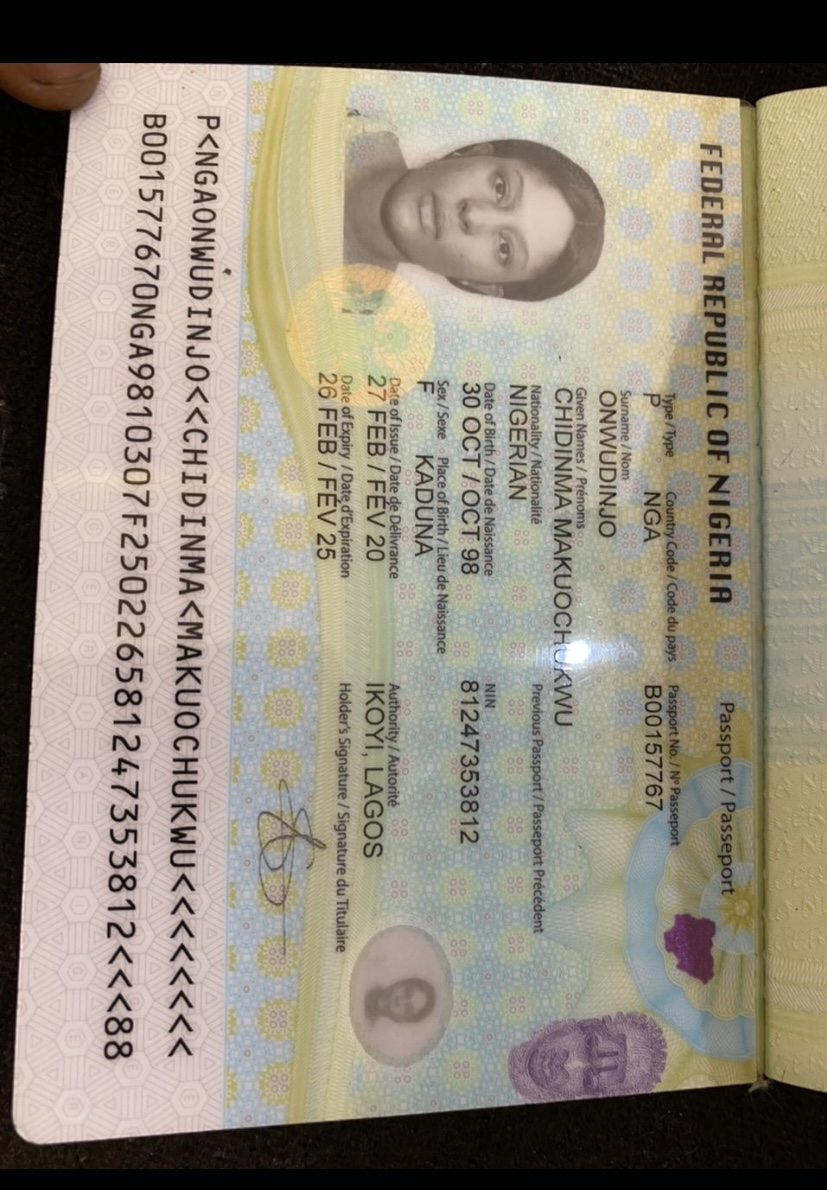 FEDERAL REPUBLIC OF NIGERIA
Passport / Passeport
Type / Type Country Code / Code du pays Passport No. / Nº Passeport
P NGA B00157767
Surname / Nom
ONWUDINJO
Given Names / Prénoms
CHIDINMA MAKUOCHUKWU
Nationality / Nationalité Previous Passport / Passeport Précédent
NIGERIAN
Date of Birth / Date de Naissance NIN
30 OCT / OCT 98 81247353812
Sex / Sexe Place of Birth / Lieu de Naissance
F KADUNA
Date of Issue / Date de Délivrance Authority / Autorité
27 FEB / FÉV 20 IKOYI, LAGOS
Date of Expiry / Date d'Expiration Holder's Signature / Signature du Titulaire
26 FEB / FÉV 25
P<NGAONWUDINJO<<CHIDINMA<MAKUOCHUKWU<<<<<<<<
B001577670NGA9810307F250226581247353812<<<88